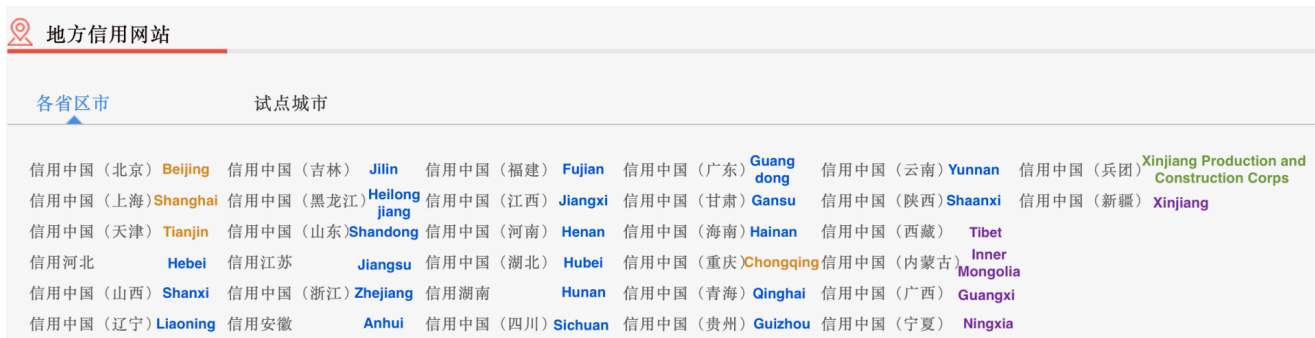 地方信用网站
各省区市 试点城市
信用中国（北京） Beijing 信用中国（吉林） Jilin 信用中国（福建） Fujian 信用中国（广东） Guang dong 信用中国（云南） Yunnan 信用中国（兵团） Xinjiang Production and Construction Corps
信用中国（上海） Shanghai 信用中国（黑龙江） Heilong jiang 信用中国（江西） Jiangxi 信用中国（甘肃） Gansu 信用中国（陕西） Shaanxi 信用中国（新疆） Xinjiang
信用中国（天津） Tianjin 信用中国（山东） Shandong 信用中国（河南） Henan 信用中国（海南） Hainan 信用中国（西藏） Tibet
信用河北 Hebei 信用江苏 Jiangsu 信用中国（湖北） Hubei 信用中国（重庆） Chongqing 信用中国（内蒙古） Inner Mongolia
信用中国（山西） Shanxi 信用中国（浙江） Zhejiang 信用湖南 Hunan 信用中国（青海） Qinghai 信用中国（广西） Guangxi
信用中国（辽宁） Liaoning 信用安徽 Anhui 信用中国（四川） Sichuan 信用中国（贵州） Guizhou 信用中国（宁夏） Ningxia